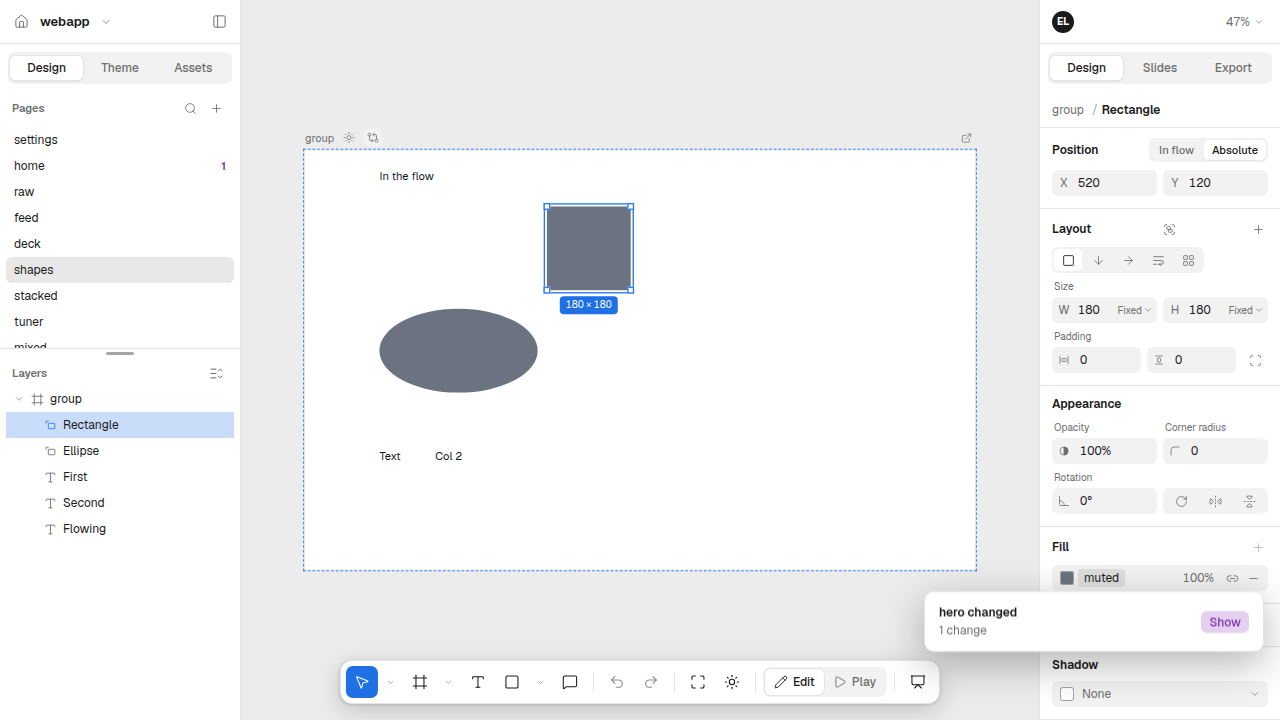 webapp
Design
Theme
Assets
Pages
settings
home
1
raw
feed
deck
shapes
stacked
tuner
mixed
Layers
group
Rectangle
Ellipse
First
Second
Flowing
group
In the flow
180 × 180
Text
Col 2
Edit
Play
EL
47%
Design
Slides
Export
group / Rectangle
Position
In flow
Absolute
X 520
Y 120
Layout
Size
W 180 Fixed
H 180 Fixed
Padding
0
0
Appearance
Opacity
Corner radius
100%
0
Rotation
0°
Fill
muted
100%
hero changed
1 change
Show
Shadow
None